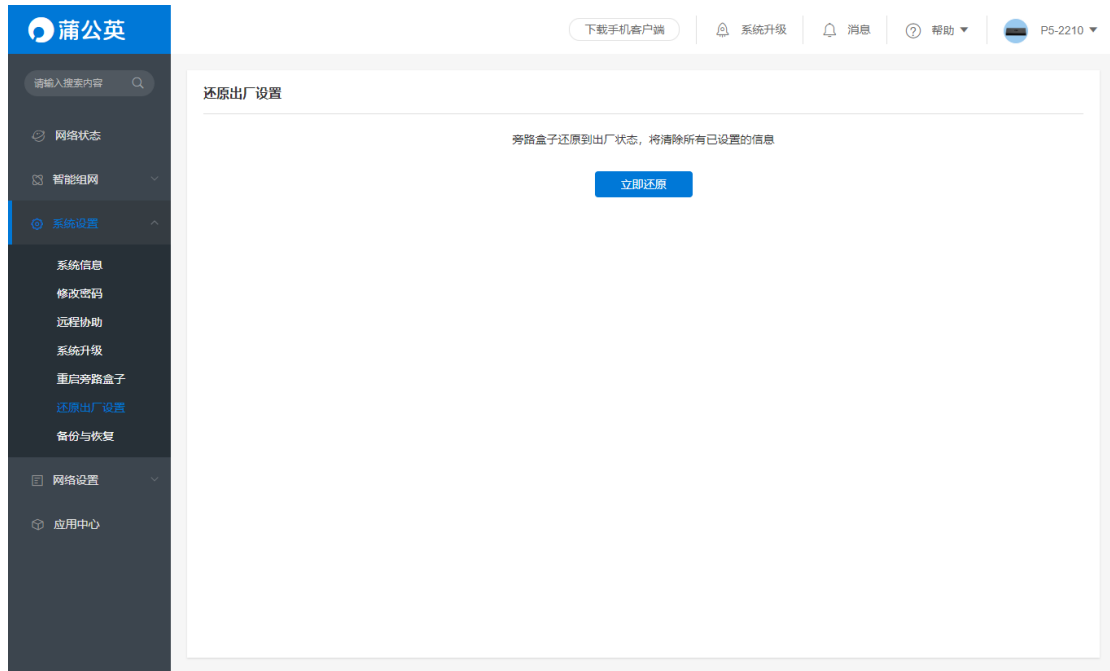 蒲公英
下载手机客户端
系统升级
消息
帮助
P5-2210
请输入搜索内容
网络状态
智能组网
系统设置
系统信息
修改密码
远程协助
系统升级
重启旁路盒子
还原出厂设置
备份与恢复
网络设置
应用中心
还原出厂设置
旁路盒子还原到出厂状态，将清除所有已设置的信息
立即还原